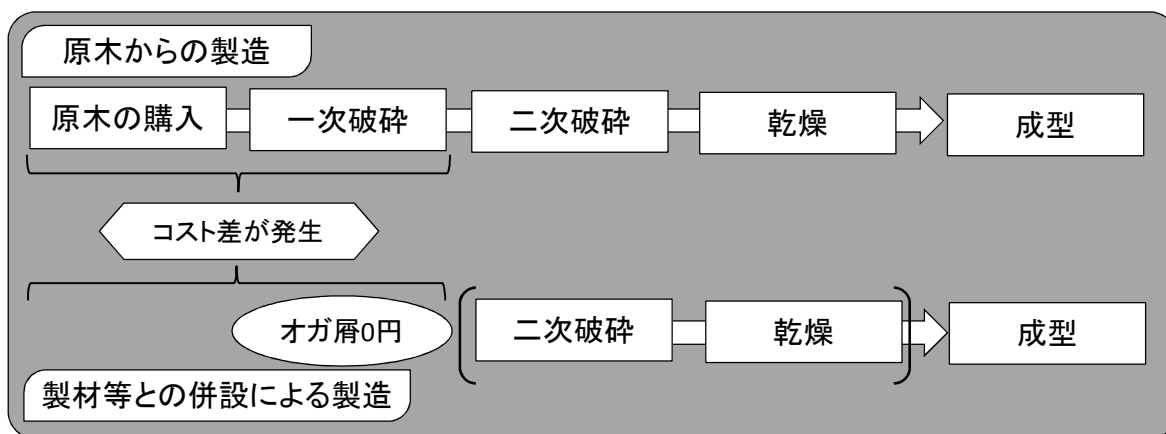 原木からの製造
原木の購入
一次破砕
二次破砕
乾燥
成型
コスト差が発生
オガ屑0円
二次破砕
乾燥
成型
製材等との併設による製造